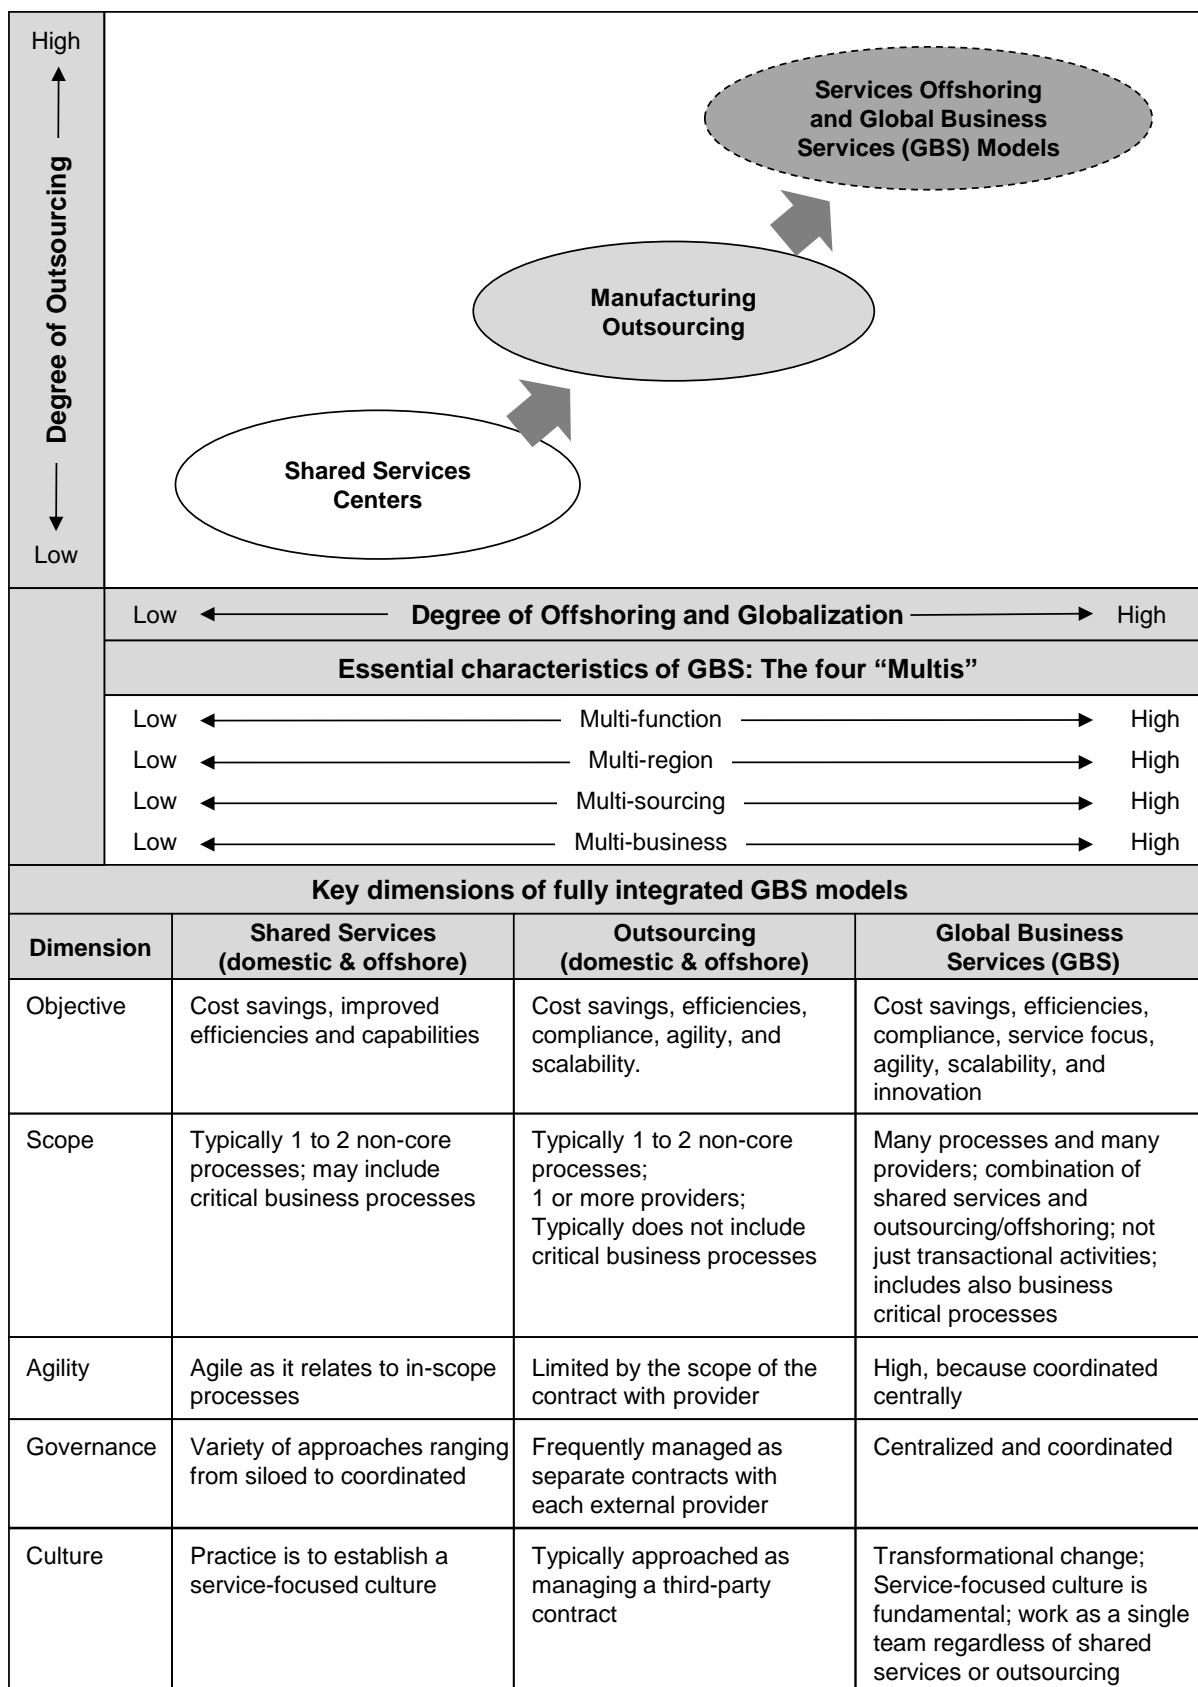 High
Degree of Outsourcing
Low
Services Offshoring
and Global Business
Services (GBS) Models
Manufacturing
Outsourcing
Shared Services
Centers
Low Degree of Offshoring and Globalization High
Essential characteristics of GBS: The four “Multis”
Low Multi-function High
Low Multi-region High
Low Multi-sourcing High
Low Multi-business High
Key dimensions of fully integrated GBS models
Dimension
Shared Services
(domestic & offshore)
Outsourcing
(domestic & offshore)
Global Business
Services (GBS)
Objective
Cost savings, improved
efficiencies and capabilities
Cost savings, efficiencies,
compliance, agility, and
scalability.
Cost savings, efficiencies,
compliance, service focus,
agility, scalability, and
innovation
Scope
Typically 1 to 2 non-core
processes; may include
critical business processes
Typically 1 to 2 non-core
processes;
1 or more providers;
Typically does not include
critical business processes
Many processes and many
providers; combination of
shared services and
outsourcing/offshoring; not
just transactional activities;
includes also business
critical processes
Agility
Agile as it relates to in-scope
processes
Limited by the scope of the
contract with provider
High, because coordinated
centrally
Governance
Variety of approaches ranging
from siloed to coordinated
Frequently managed as
separate contracts with
each external provider
Centralized and coordinated
Culture
Practice is to establish a
service-focused culture
Typically approached as
managing a third-party
contract
Transformational change;
Service-focused culture is
fundamental; work as a single
team regardless of shared
services or outsourcing